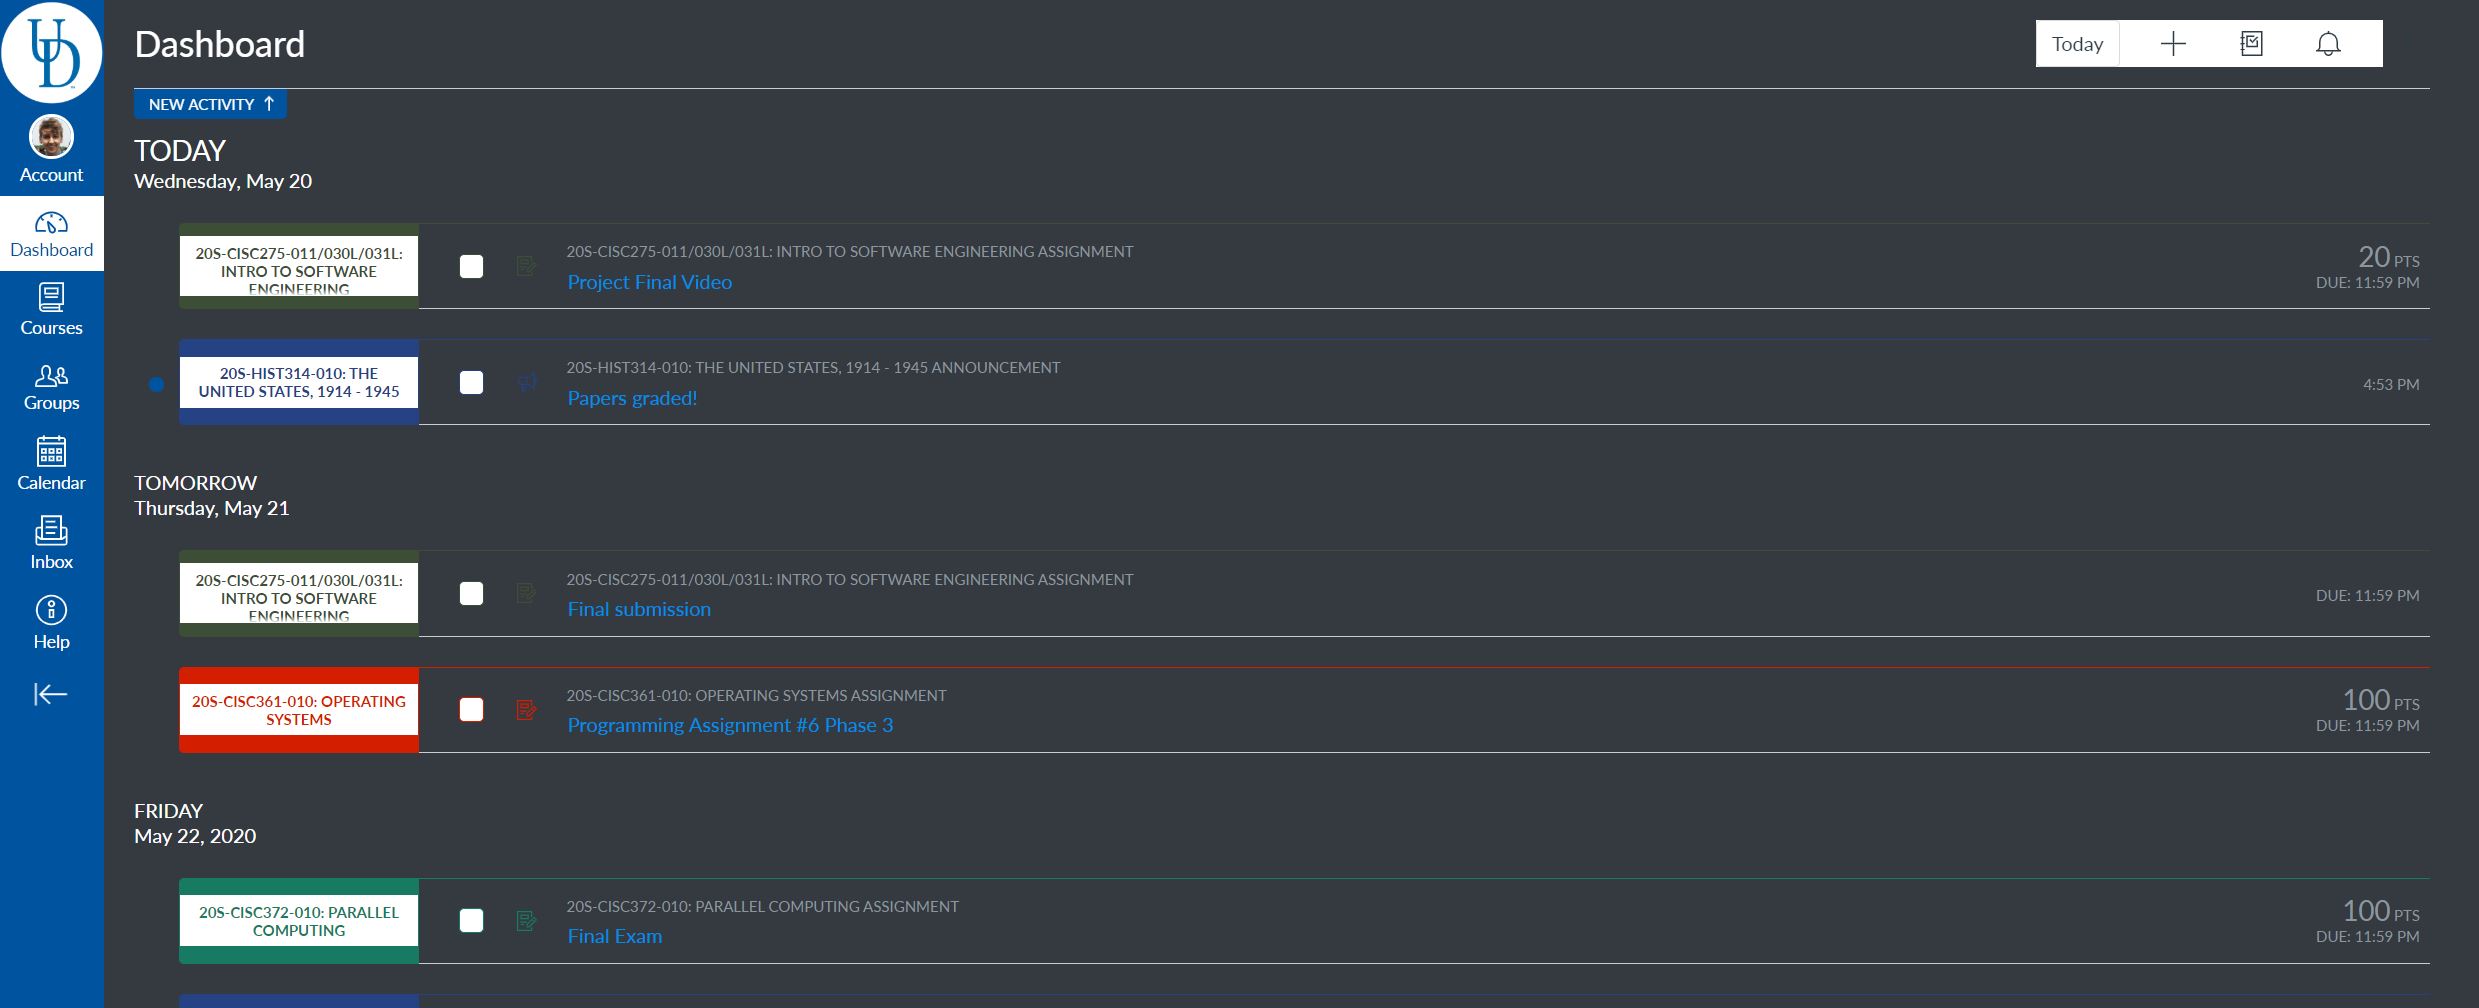 UD
Account
Dashboard
Courses
Groups
Calendar
Inbox
Help
Dashboard
Today
NEW ACTIVITY ↑
TODAY
Wednesday, May 20
20S-CISC275-011/030L/031L:
INTRO TO SOFTWARE
ENGINEERING
20S-CISC275-011/030L/031L: INTRO TO SOFTWARE ENGINEERING ASSIGNMENT
Project Final Video
20 PTS
DUE: 11:59 PM
20S-HIST314-010: THE
UNITED STATES, 1914 - 1945
20S-HIST314-010: THE UNITED STATES, 1914 - 1945 ANNOUNCEMENT
Papers graded!
4:53 PM
TOMORROW
Thursday, May 21
20S-CISC275-011/030L/031L:
INTRO TO SOFTWARE
ENGINEERING
20S-CISC275-011/030L/031L: INTRO TO SOFTWARE ENGINEERING ASSIGNMENT
Final submission
DUE: 11:59 PM
20S-CISC361-010: OPERATING
SYSTEMS
20S-CISC361-010: OPERATING SYSTEMS ASSIGNMENT
Programming Assignment #6 Phase 3
100 PTS
DUE: 11:59 PM
FRIDAY
May 22, 2020
20S-CISC372-010: PARALLEL
COMPUTING
20S-CISC372-010: PARALLEL COMPUTING ASSIGNMENT
Final Exam
100 PTS
DUE: 11:59 PM